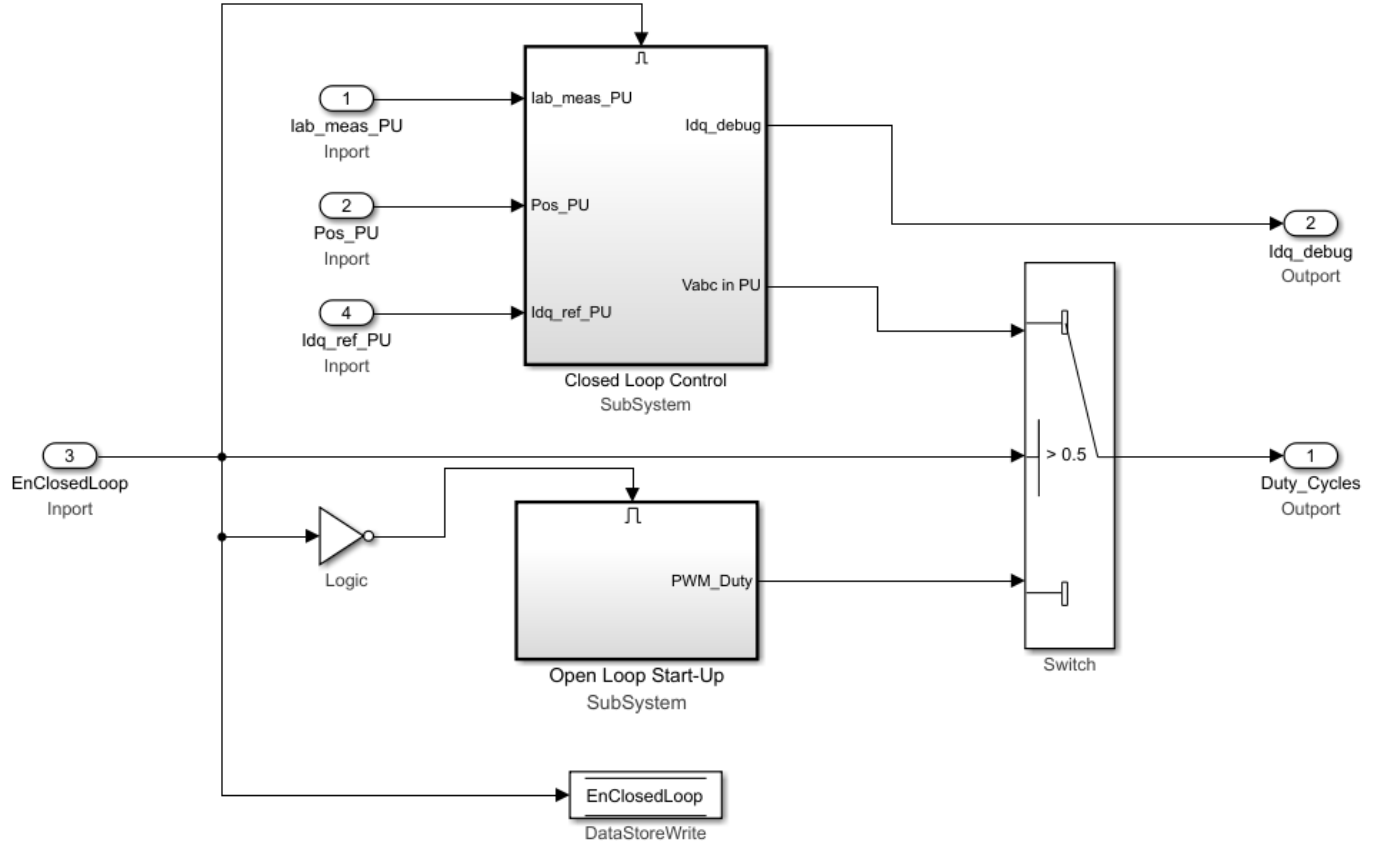 1
Iab_meas_PU
Inport
2
Pos_PU
Inport
4
Idq_ref_PU
Inport
Iab_meas_PU
Pos_PU
Idq_ref_PU
Idq_debug
Vabc in PU
Closed Loop Control
SubSystem
2
Idq_debug
Outport
3
EnClosedLoop
Inport
> 0.5
Switch
1
Duty_Cycles
Outport
Logic
PWM_Duty
Open Loop Start-Up
SubSystem
EnClosedLoop
DataStoreWrite